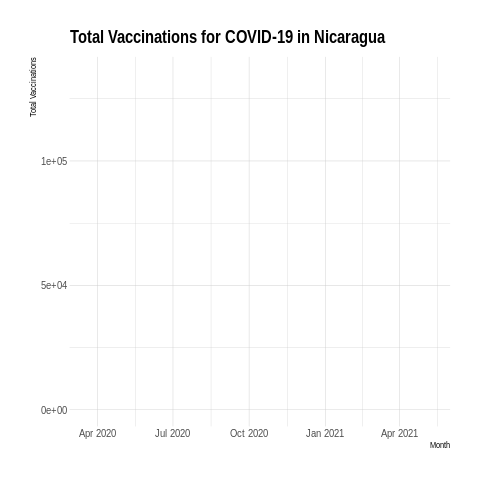 Total Vaccinations for COVID-19 in Nicaragua
Total Vaccinations
1e+05
5e+04
0e+00
Apr 2020 Jul 2020 Oct 2020 Jan 2021 Apr 2021
Month